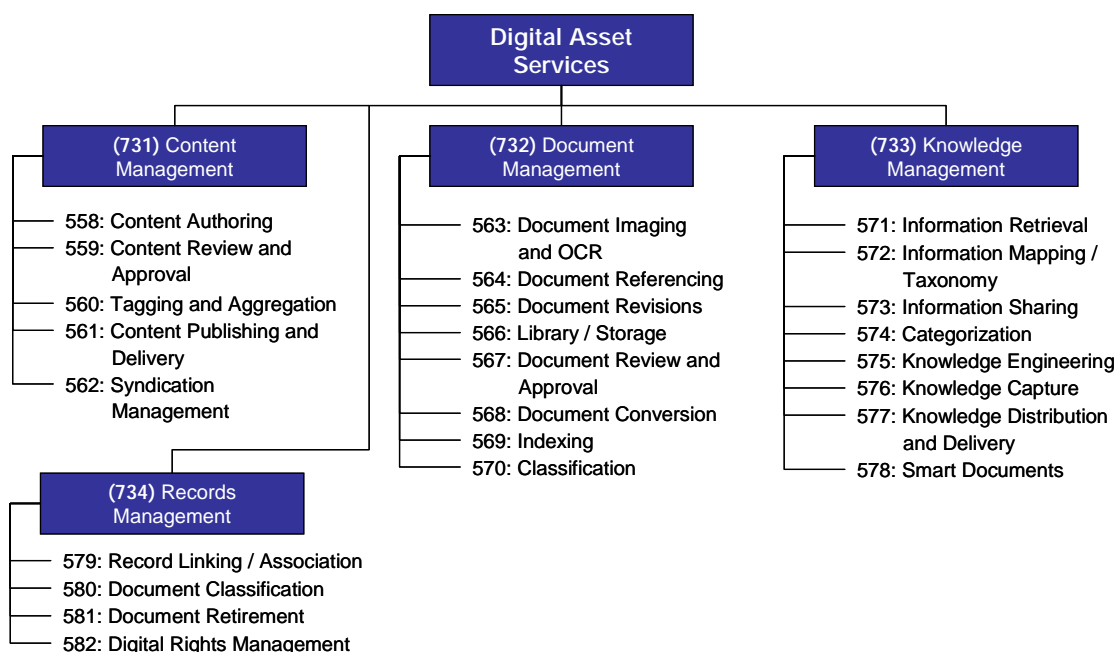 Digital Asset
Services
(731) Content
Management
558: Content Authoring
559: Content Review and
Approval
560: Tagging and Aggregation
561: Content Publishing and
Delivery
562: Syndication
Management
(732) Document
Management
563: Document Imaging
and OCR
564: Document Referencing
565: Document Revisions
566: Library / Storage
567: Document Review and
Approval
568: Document Conversion
569: Indexing
570: Classification
(733) Knowledge
Management
571: Information Retrieval
572: Information Mapping /
Taxonomy
573: Information Sharing
574: Categorization
575: Knowledge Engineering
576: Knowledge Capture
577: Knowledge Distribution
and Delivery
578: Smart Documents
(734) Records
Management
579: Record Linking / Association
580: Document Classification
581: Document Retirement
582: Digital Rights Management